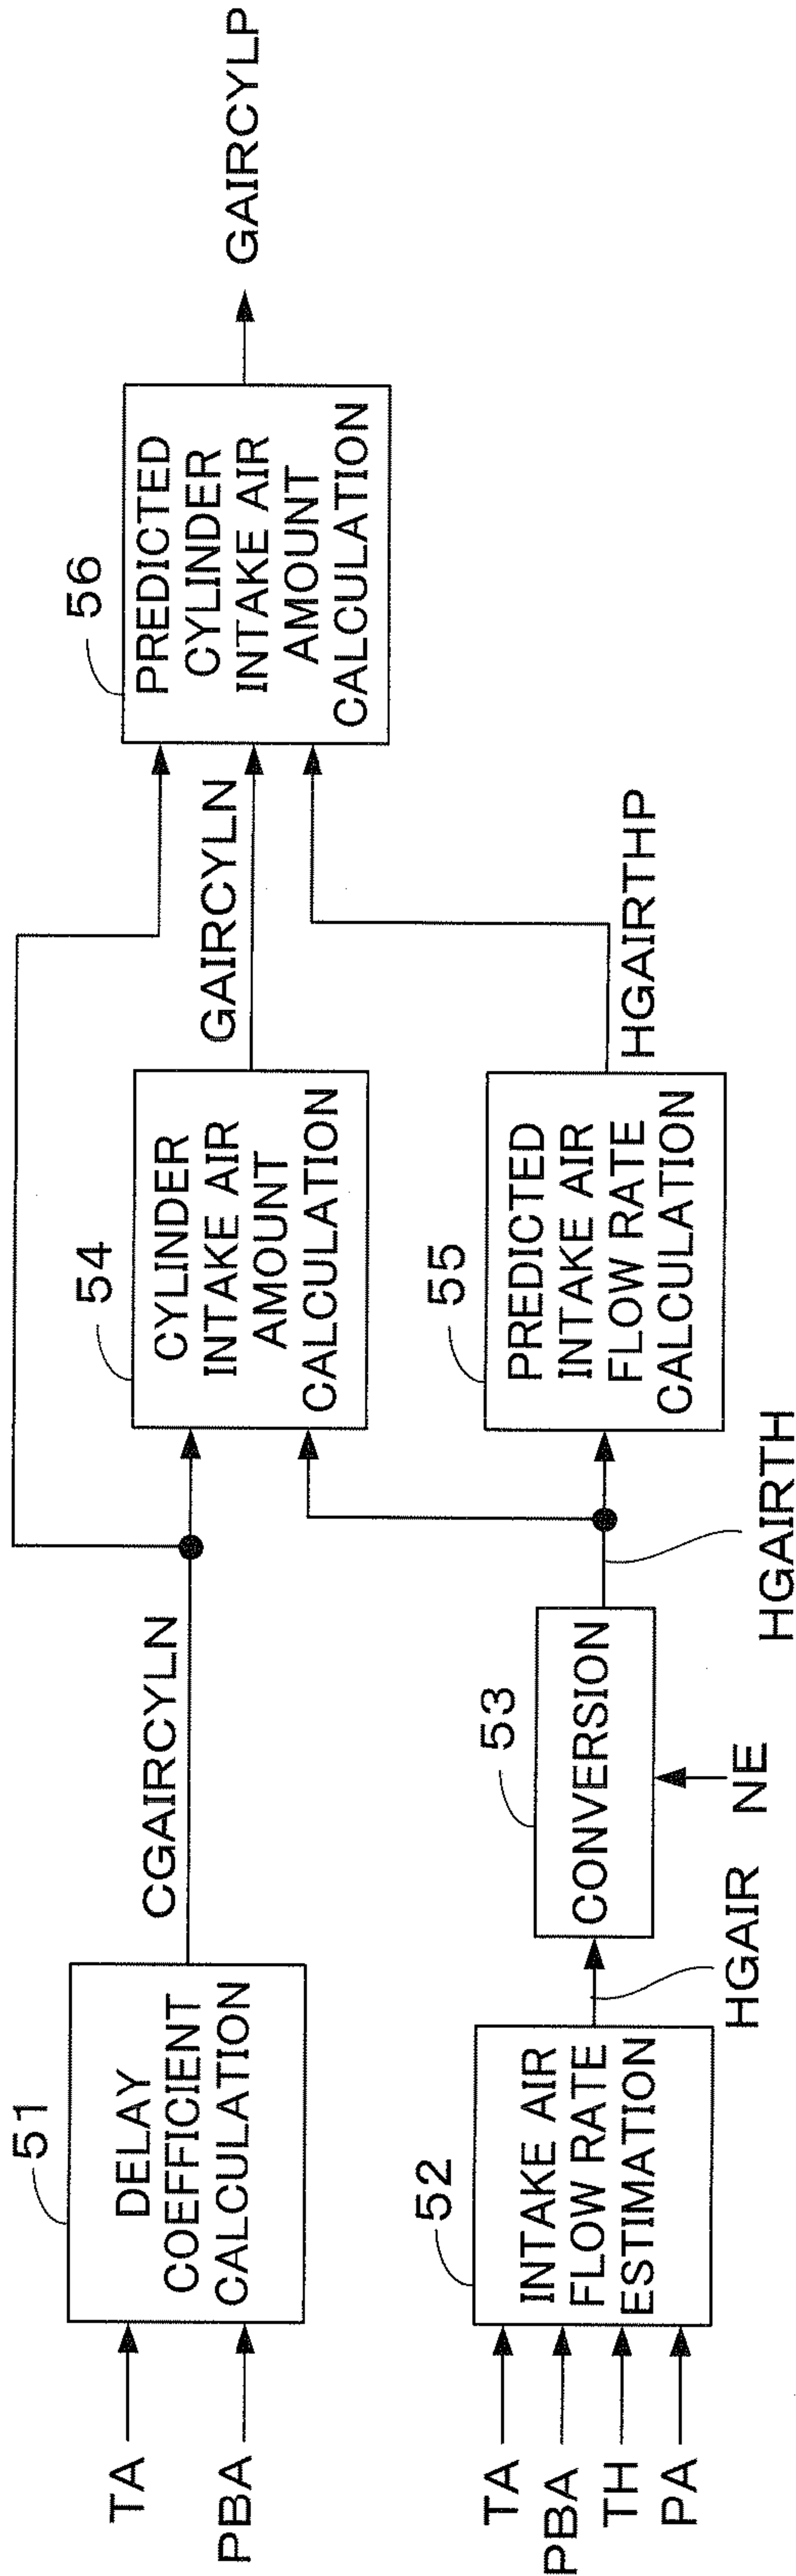 TA
PBA
51
DELAY
COEFFICIENT
CALCULATION
CGAIRCYLN
TA
PBA
TH
PA
52
INTAKE AIR
FLOW RATE
ESTIMATION
HGAIR
NE
53
CONVERSION
HGAIRTH
54
CYLINDER
INTAKE AIR
AMOUNT
CALCULATION
GAIRCYLN
55
PREDICTED
INTAKE AIR
FLOW RATE
CALCULATION
HGAIRTHP
56
PREDICTED
CYLINDER
INTAKE AIR
AMOUNT
CALCULATION
GAIRCYLP